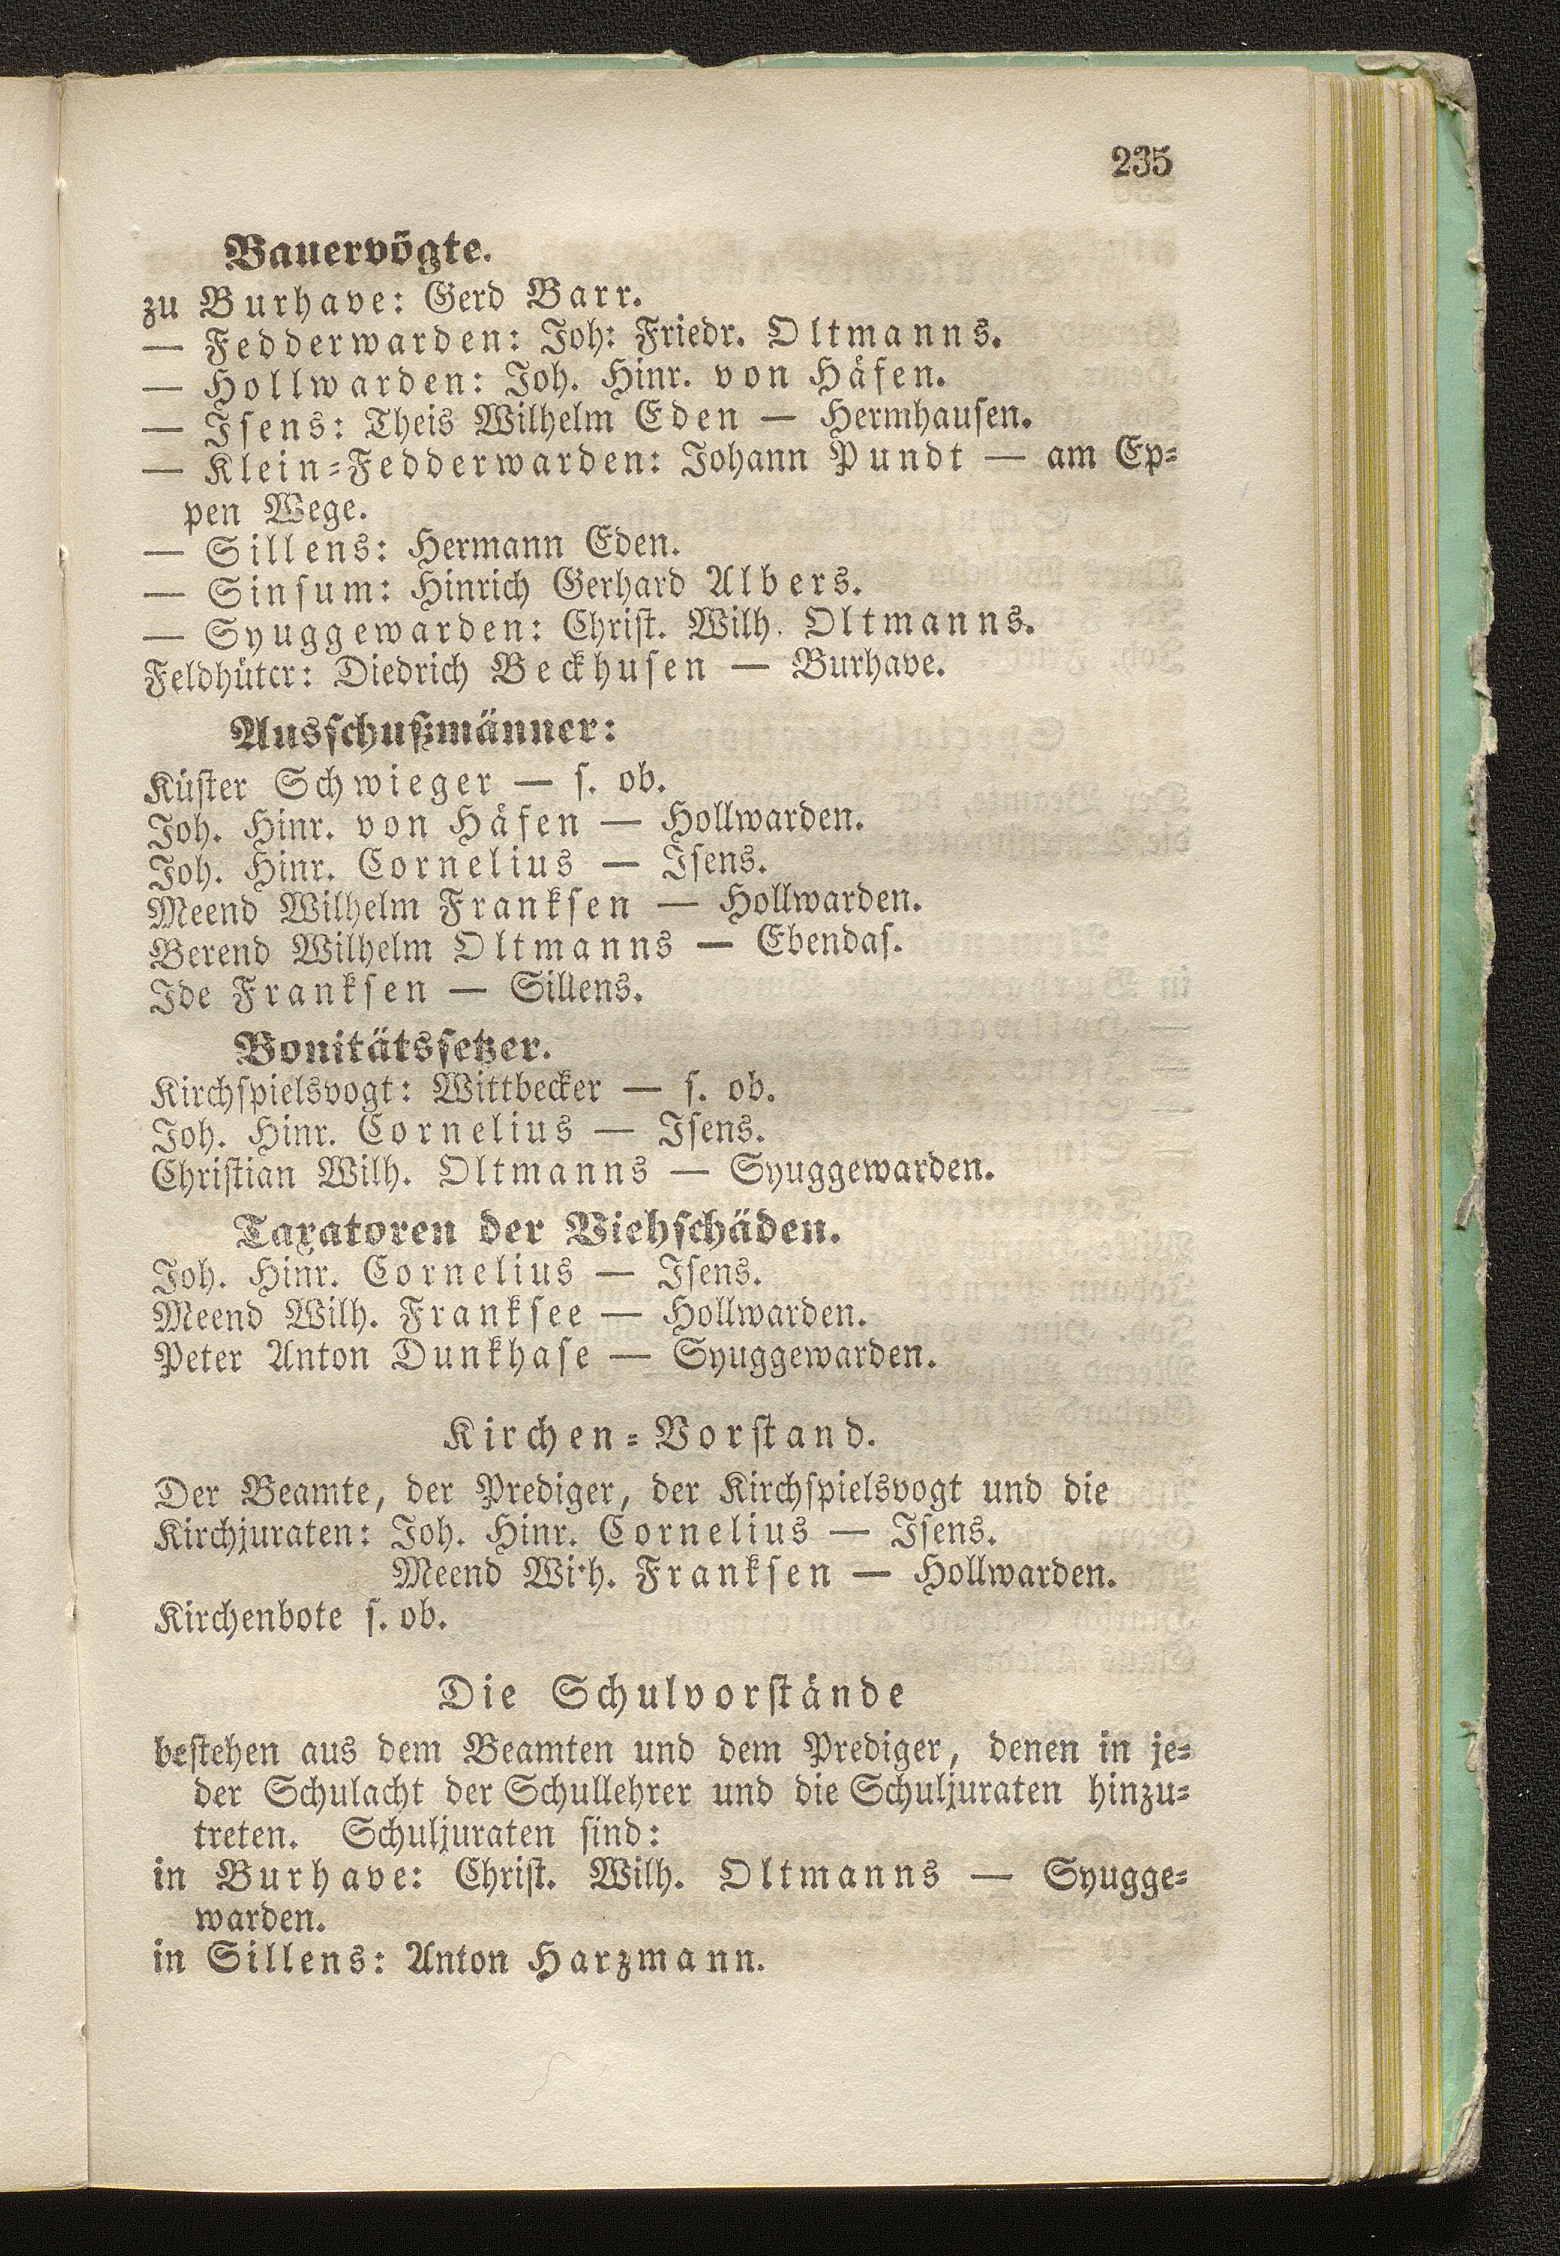 235
Bauervögte.
zu Burhave: Gerd Barr.
— Fedderwarden: Joh: Friedr. Oltmanns.
— Hollwarden: Joh. Hinr. von Häfen.
— Isens: Theis Wilhelm Eden — Hermhausen.
— Klein-Fedderwarden: Johann Pundt — am Ep-
pen Wege.
— Sillens: Hermann Eden.
— Sinsum: Hinrich Gerhard Albers.
— Syuggewarden: Christ. Wilh. Oltmanns.
Feldhüter: Diedrich Beckhusen — Burhave.
Ausschußmänner:
Küster Schwieger — s. ob.
Joh. Hinr. von Häfen — Hollwarden.
Joh. Hinr. Cornelius — Isens.
Meend Wilhelm Franksen — Hollwarden.
Berend Wilhelm Oltmanns — Ebendas.
Ide Franksen — Sillens.
Bonitätssetzer.
Kirchspielsvogt: Wittbecker — s. ob.
Joh. Hinr. Cornelius — Isens.
Christian Wilh. Oltmanns — Syuggewarden.
Taxatoren der Viehschäden.
Joh. Hinr. Cornelius — Isens.
Meend Wilh. Franksee — Hollwarden.
Peter Anton Dunkhase — Syuggewarden.
Kirchen-Vorstand.
Der Beamte, der Prediger, der Kirchspielsvogt und die
Kirchjuraten: Joh. Hinr. Cornelius — Isens.
Meend Wilh. Franksen — Hollwarden.
Kirchenbote s. ob.
Die Schulvorstände
bestehen aus dem Beamten und dem Prediger, denen in je-
der Schulacht der Schullehrer und die Schuljuraten hinzu-
treten. Schuljuraten sind:
in Burhave: Christ. Wilh. Oltmanns — Syugge-
warden.
in Sillens: Anton Harzmann.